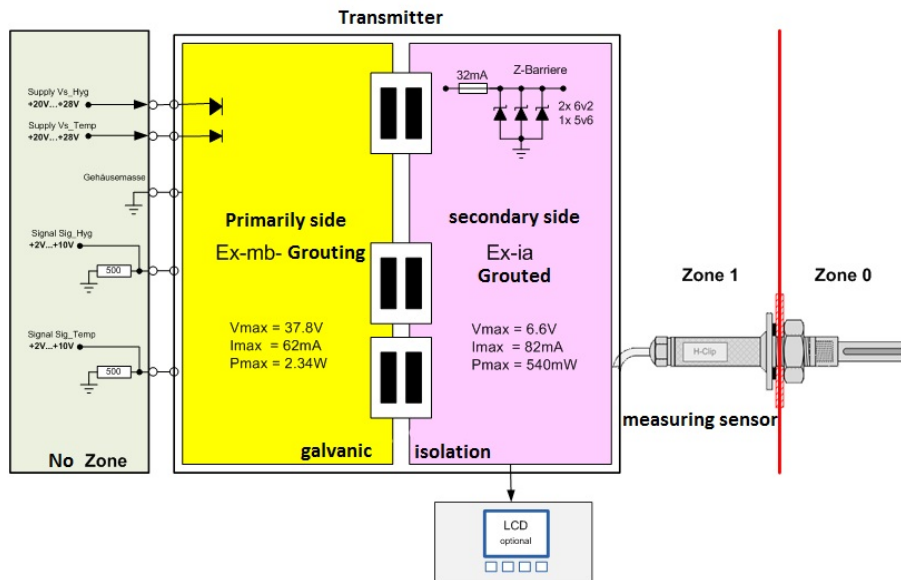 Transmitter
Supply Vs_Hyg
+20V...+28V
Supply Vs_Temp
+20V...+28V
Gehäusemasse
Signal Sig_Hyg
+2V...+10V
500
Signal Sig_Temp
+2V...+10V
500
No Zone
Primarily side
Ex-mb- Grouting
Vmax = 37.8V
Imax = 62mA
Pmax = 2.34W
galvanic isolation
32mA
Z-Barriere
2x 6v2
1x 5v6
secondary side
Ex-ia
Grouted
Vmax = 6.6V
Imax = 82mA
Pmax = 540mW
Zone 1
Zone 0
H-Clip
measuring sensor
LCD
optional